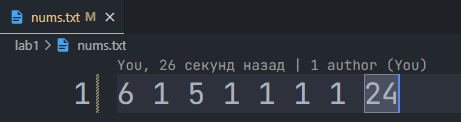 nums.txt M
lab1 > nums.txt
You, 26 секунд назад | 1 author (You)
1 6 1 5 1 1 1 1 24